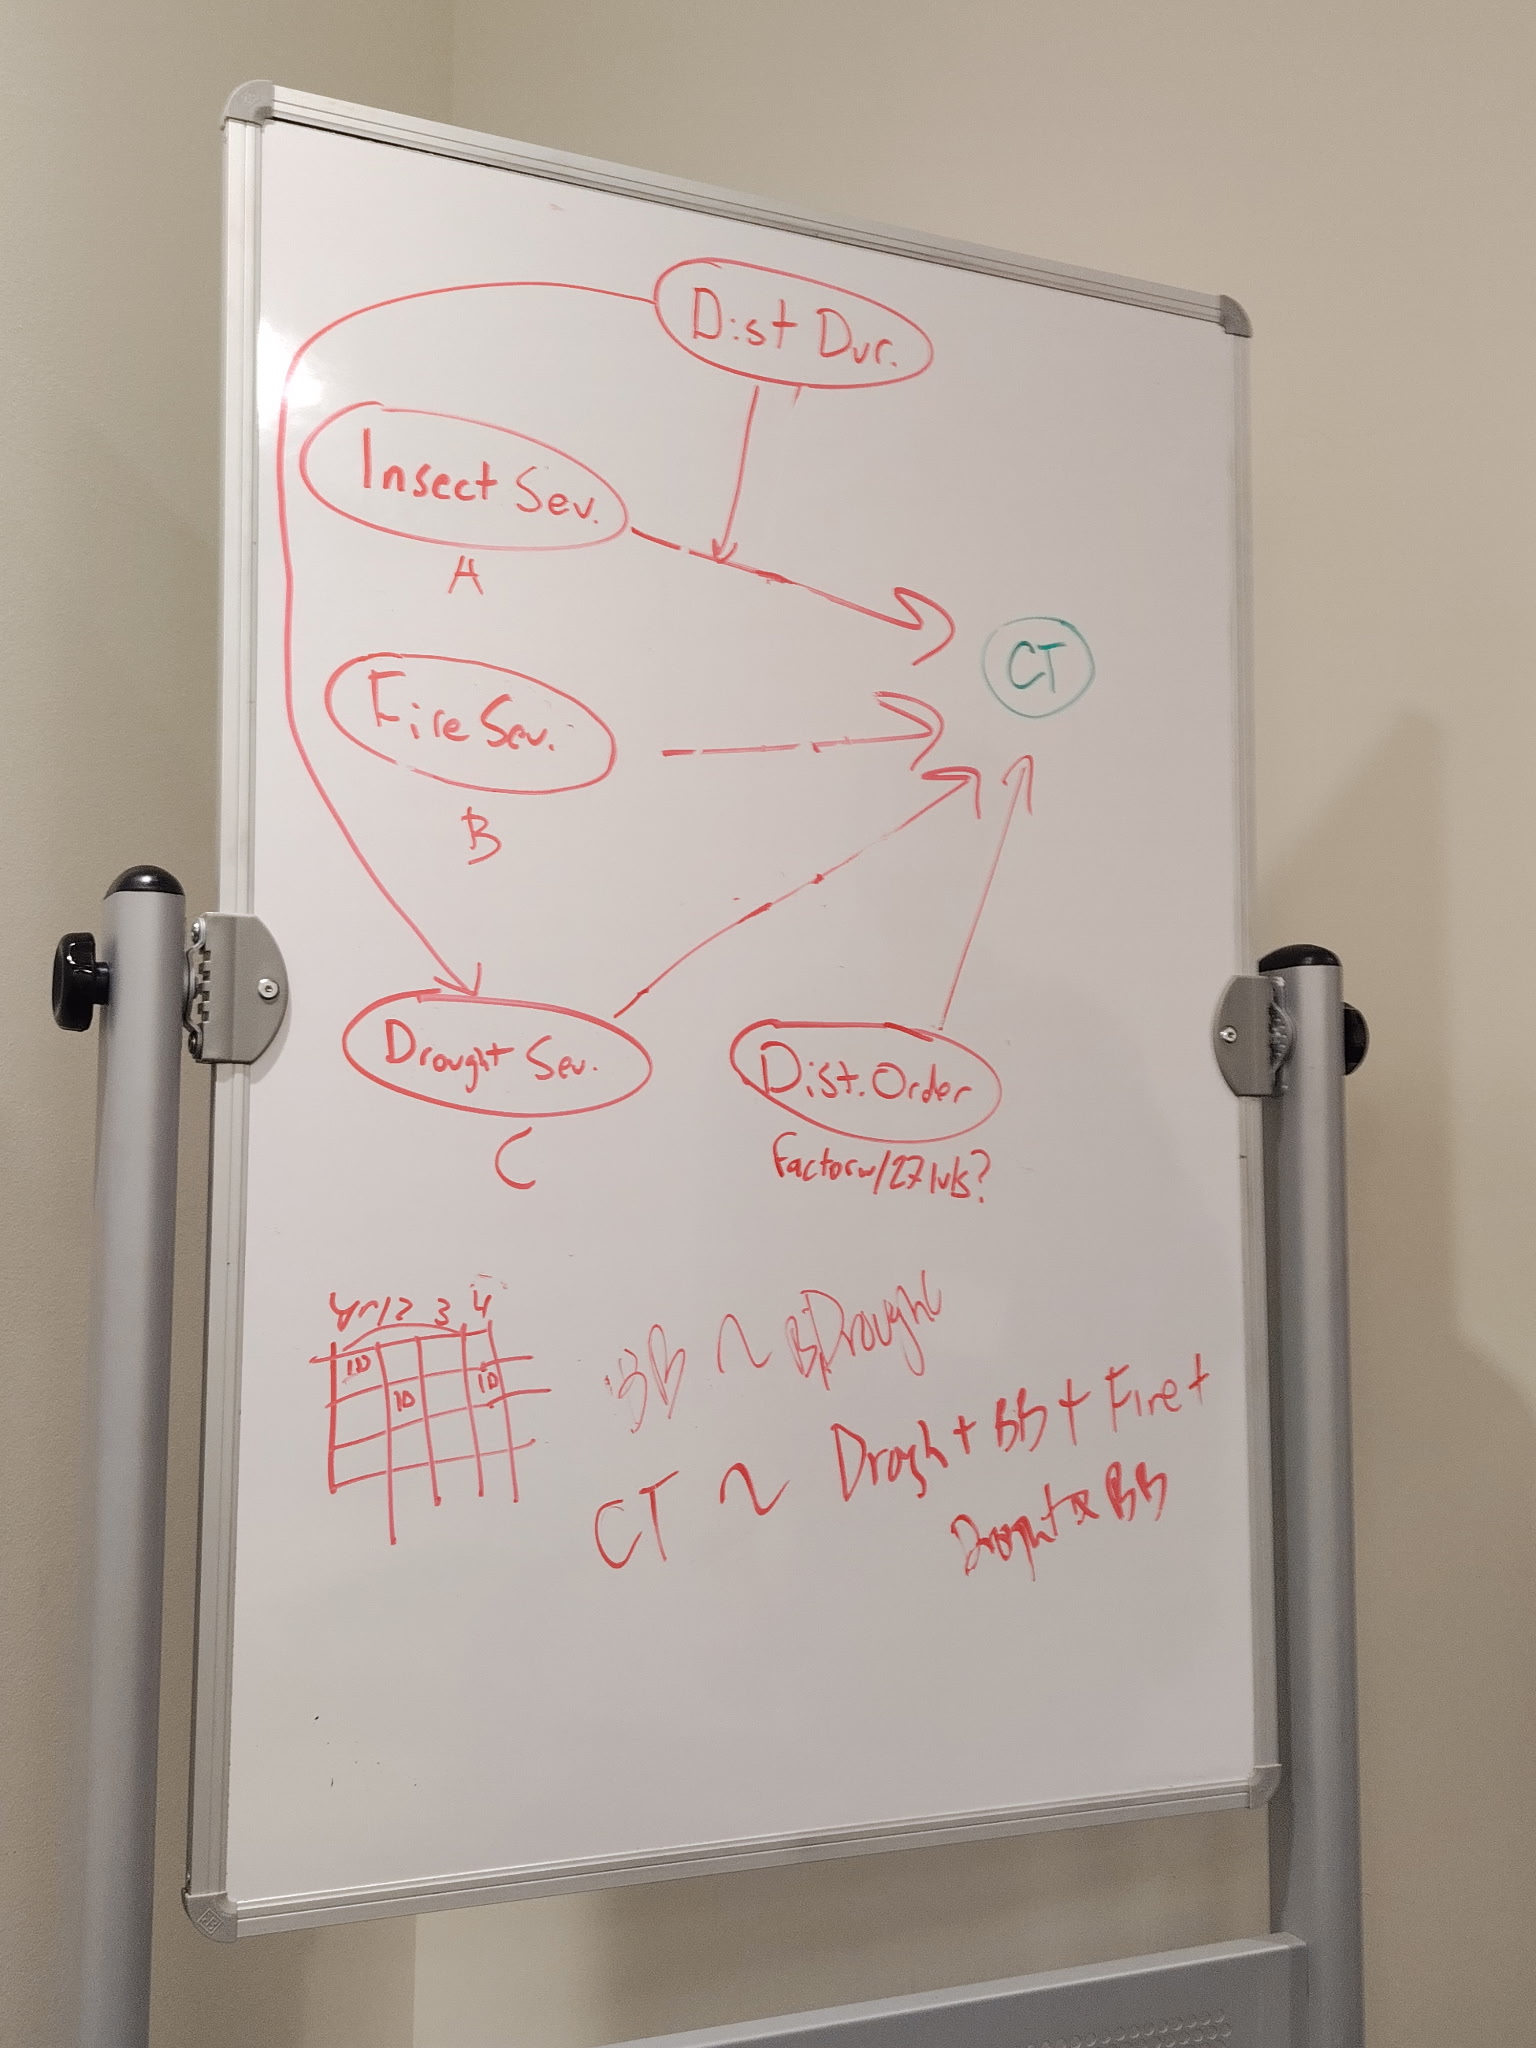 Dist Dur.
Insect Sev.
A
CT
Fire Sev.
B
Drought Sev.
C
Dist. Order
Factor w/27 lvls?
Yr 1 2 3 4
10
10 10
BB ~ Drought
CT ~ Drogh + BB + Fire +
Droght * BB